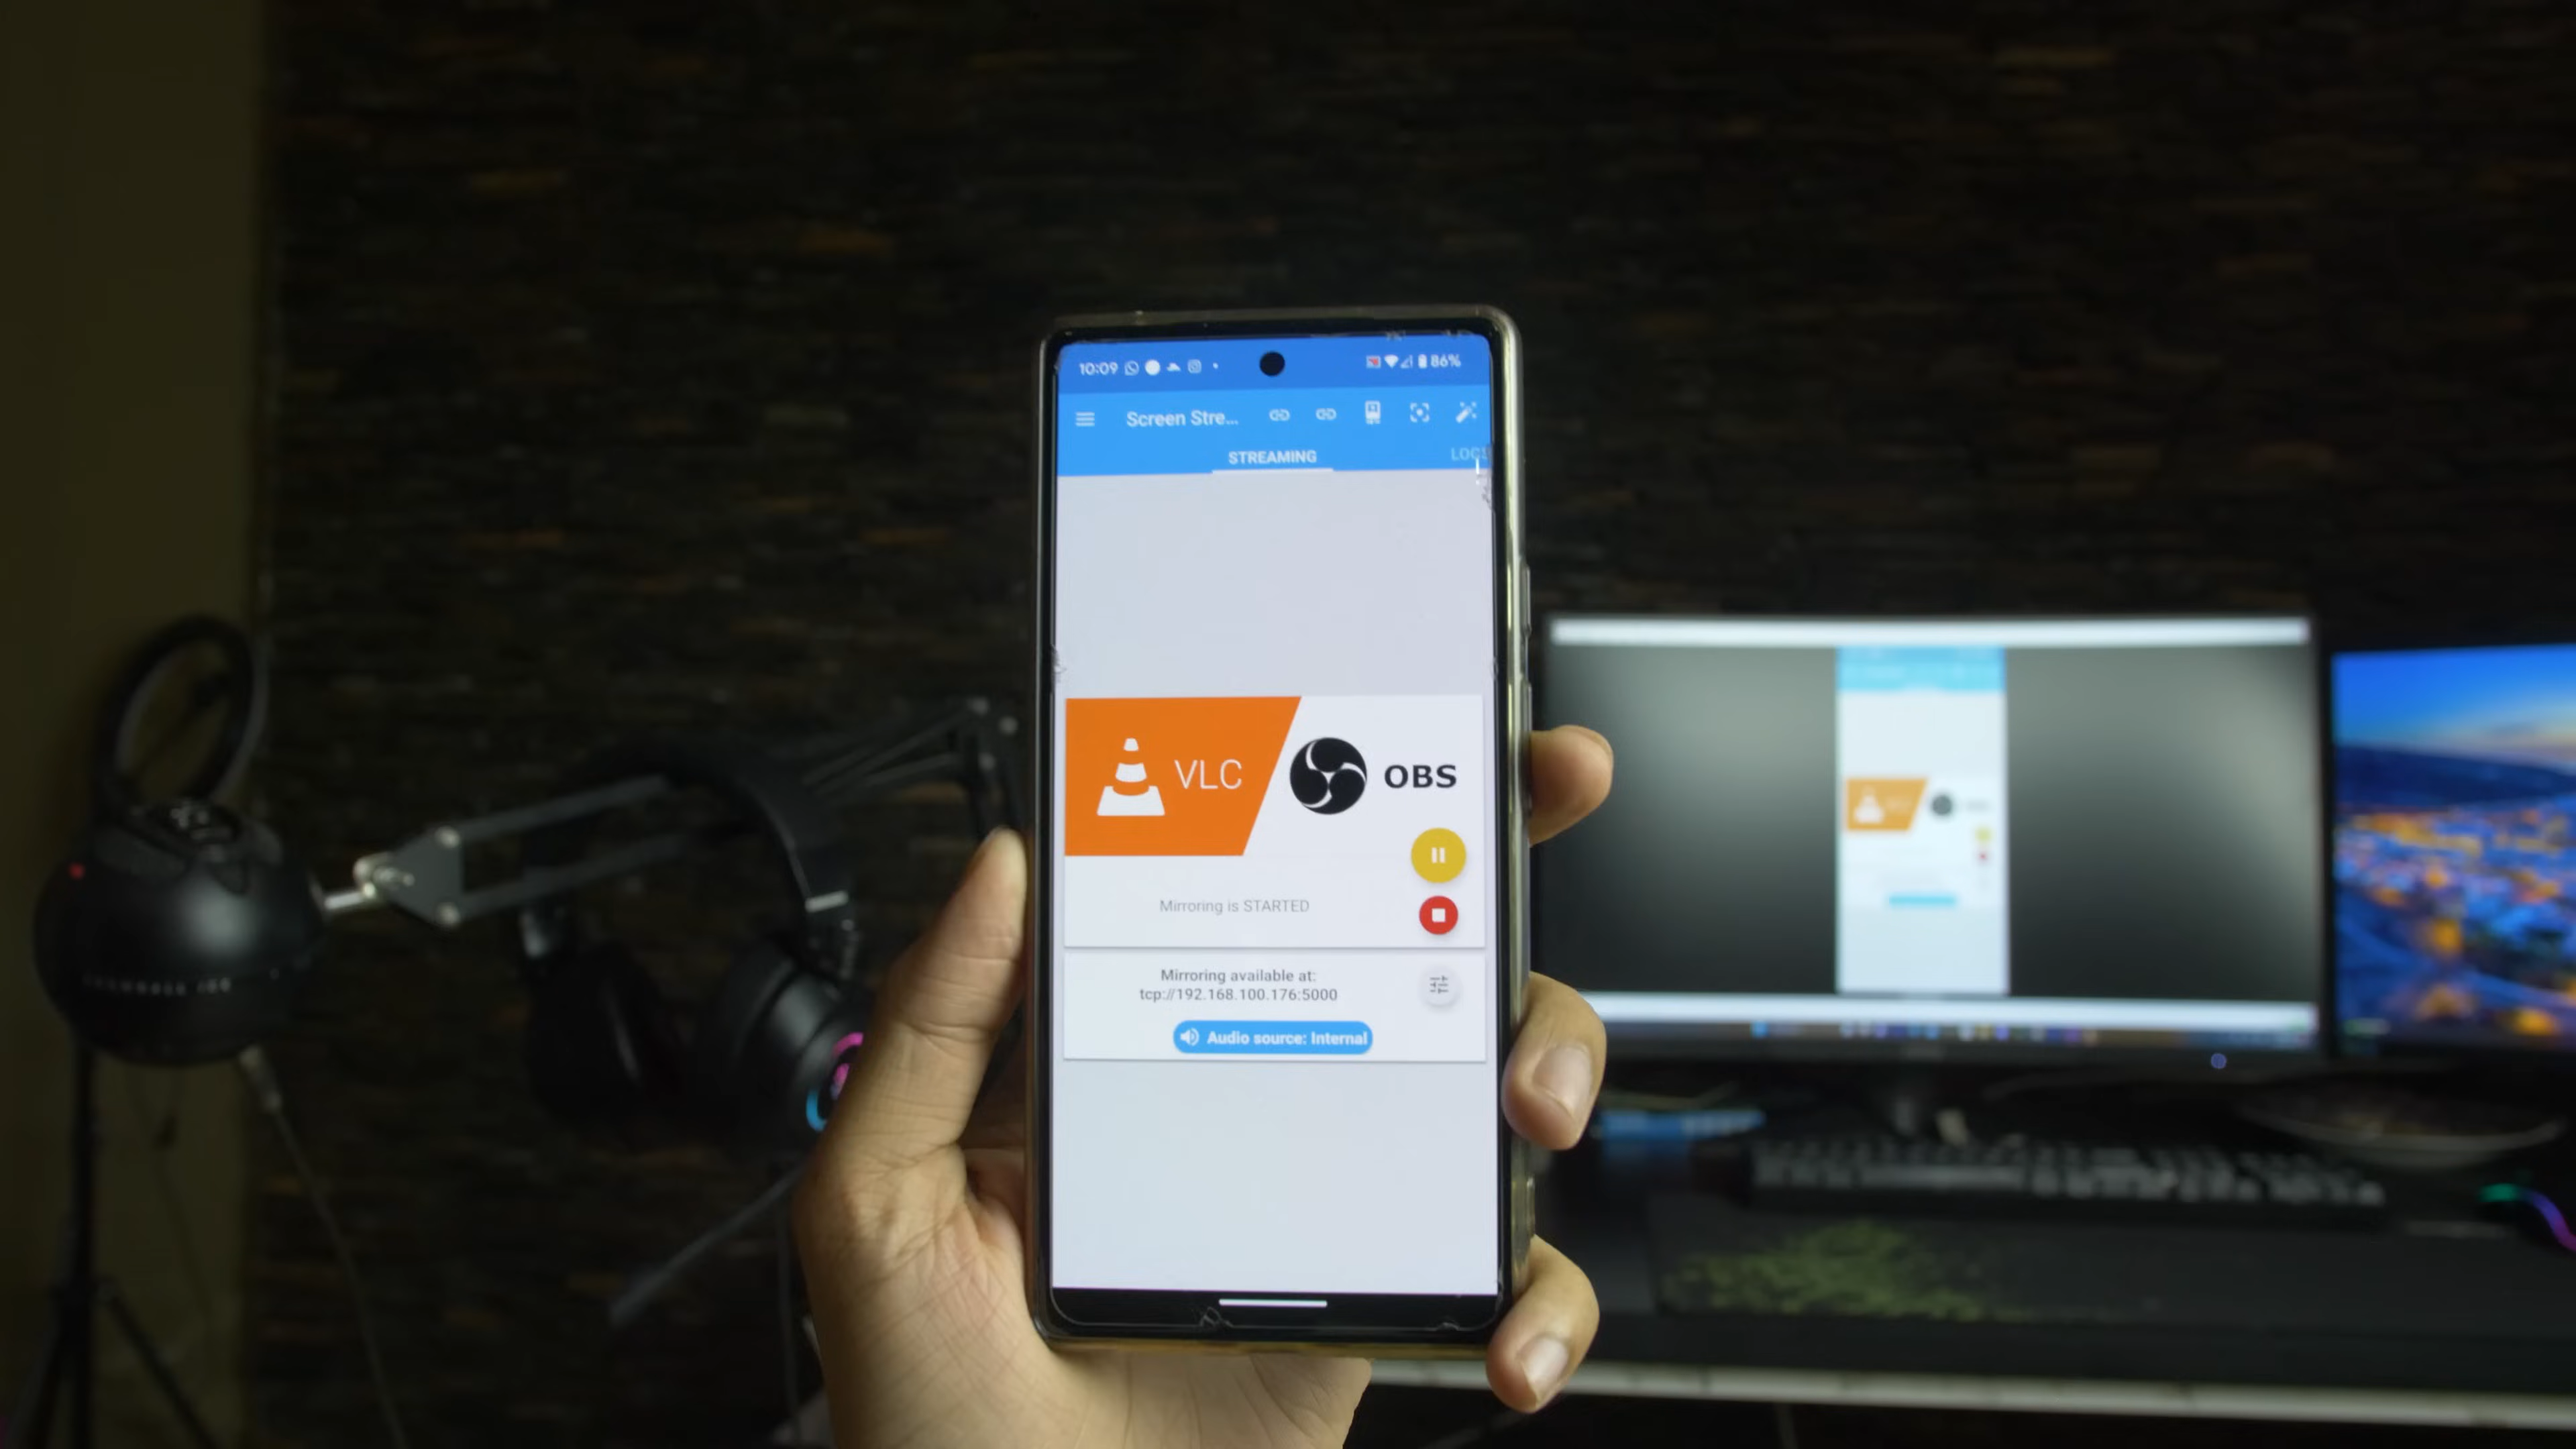 10:09
86%
Screen Stre...
STREAMING
VLC
OBS
Mirroring is STARTED
Mirroring available at:
tcp://192.168.100.176:5000
Audio source: Internal